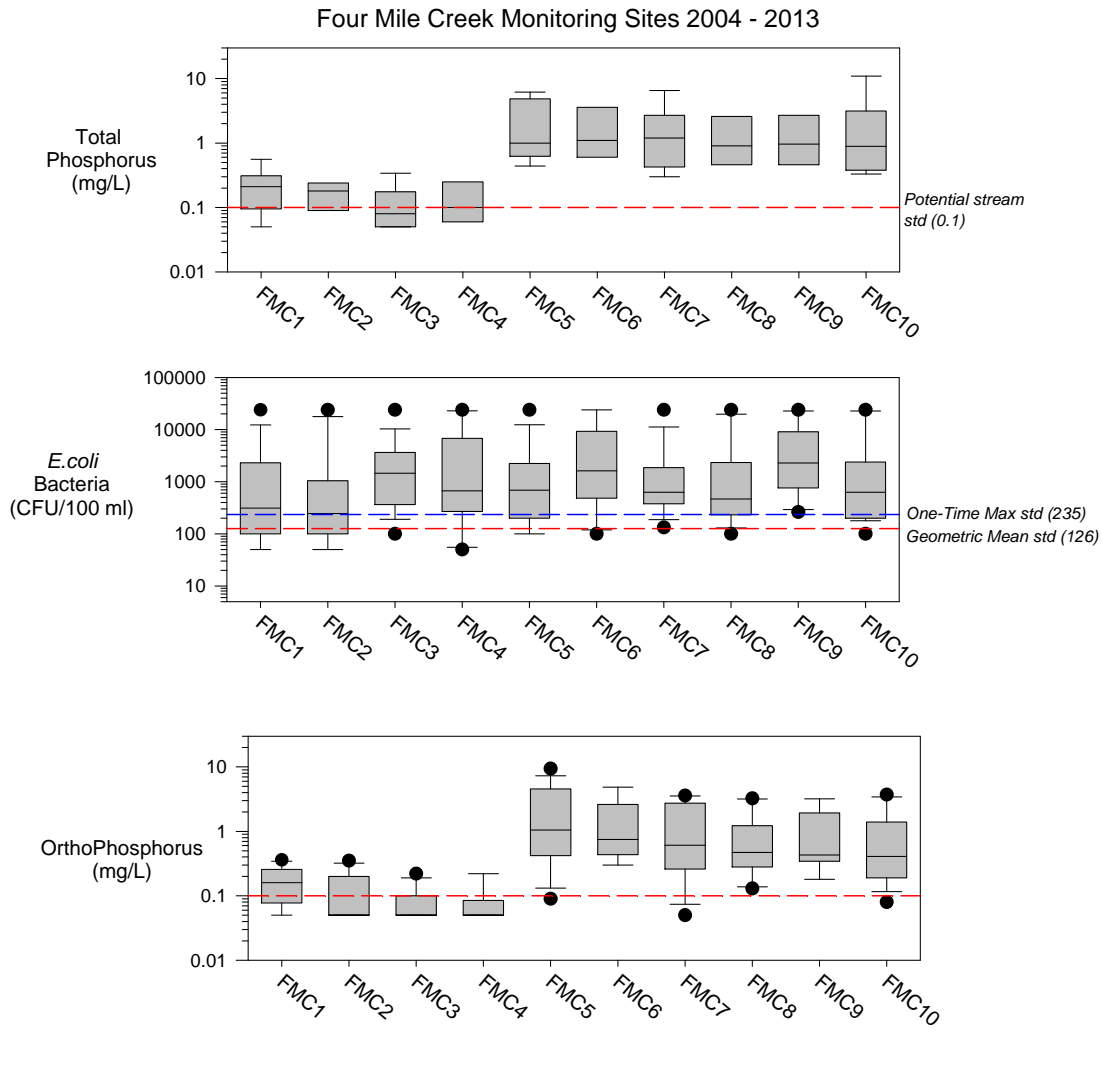 Four Mile Creek Monitoring Sites 2004 - 2013
Total
Phosphorus
(mg/L)
10
1
0.1
0.01
Potential stream
std (0.1)
FMC1
FMC2
FMC3
FMC4
FMC5
FMC6
FMC7
FMC8
FMC9
FMC10
E.coli
Bacteria
(CFU/100 ml)
100000
10000
1000
100
10
One-Time Max std (235)
Geometric Mean std (126)
FMC1
FMC2
FMC3
FMC4
FMC5
FMC6
FMC7
FMC8
FMC9
FMC10
OrthoPhosphorus
(mg/L)
10
1
0.1
0.01
FMC1
FMC2
FMC3
FMC4
FMC5
FMC6
FMC7
FMC8
FMC9
FMC10